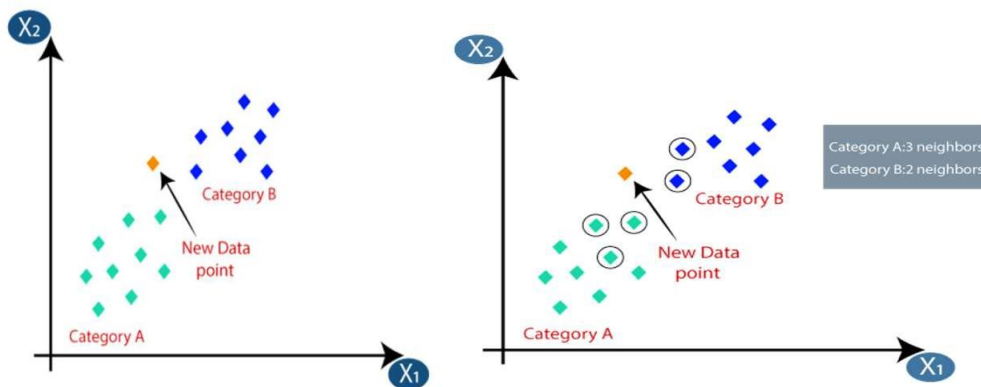 X₂
Category B
New Data
point
Category A
X₁
X₂
Category A:3 neighbors
Category B:2 neighbors
Category B
New Data
point
Category A
X₁